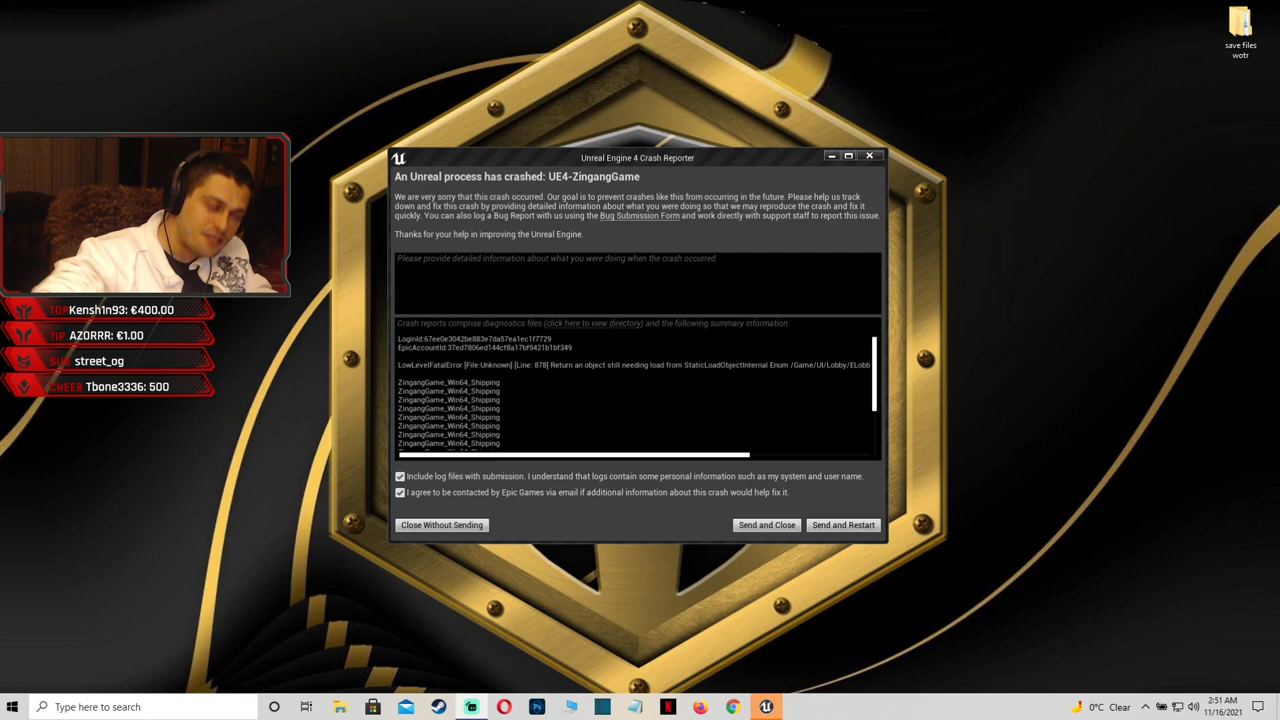 save files
wotr
Unreal Engine 4 Crash Reporter
An Unreal process has crashed: UE4-ZingangGame
We are very sorry that this crash occurred. Our goal is to prevent crashes like this from occurring in the future. Please help us track
down and fix this crash by providing detailed information about what you were doing so that we may reproduce the crash and fix it
quickly. You can also log a Bug Report with us using the Bug Submission Form and work directly with support staff to report this issue.
Thanks for your help in improving the Unreal Engine.
Please provide detailed information about what you were doing when the crash occurred.
Crash reports comprise diagnostics files (click here to view directory) and the following summary information:
LoginId:67ee0e3042be883e7da57ea1ec1f7729
EpicAccountId:37ed7806ed144cf8a17bf9421b1bf349
LowLevelFatalError [File:Unknown] [Line: 878] Return an object still needing load from StaticLoadObjectInternal Enum /Game/UI/Lobby/ELobb
ZingangGame_Win64_Shipping
ZingangGame_Win64_Shipping
ZingangGame_Win64_Shipping
ZingangGame_Win64_Shipping
ZingangGame_Win64_Shipping
ZingangGame_Win64_Shipping
ZingangGame_Win64_Shipping
ZingangGame_Win64_Shipping
Include log files with submission. I understand that logs contain some personal information such as my system and user name.
I agree to be contacted by Epic Games via email if additional information about this crash would help fix it.
Close Without Sending
Send and Close
Send and Restart
TOP Kensh1n93: €400.00
TIP AZORRR: €1.00
SUB street_og
CHEER Tbone3336: 500
Type here to search
0°C Clear
2:51 AM
11/16/2021